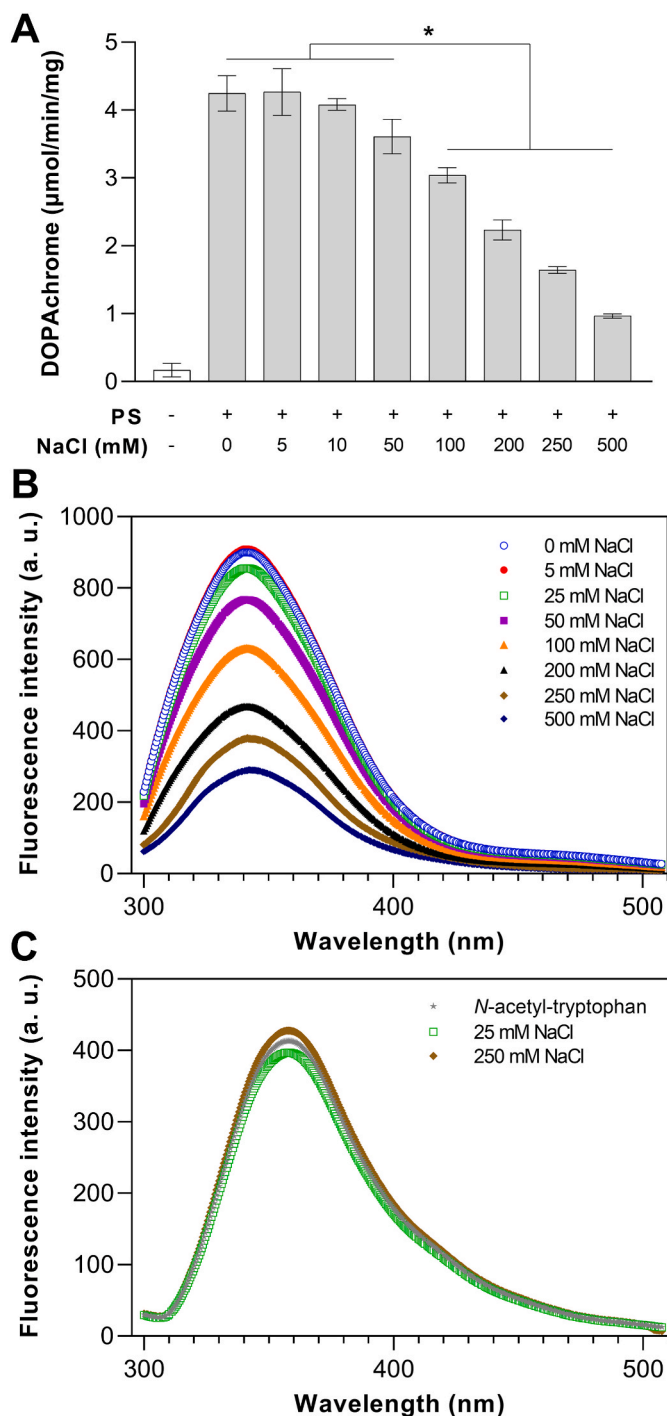 A
*
DOPAchrome (µmol/min/mg)
5
4
3
2
1
0
PS - + + + + + + + +
NaCl (mM) - 0 5 10 50 100 200 250 500
B
Fluorescence intensity (a. u.)
1000
800
600
400
200
0
0 mM NaCl
5 mM NaCl
25 mM NaCl
50 mM NaCl
100 mM NaCl
200 mM NaCl
250 mM NaCl
500 mM NaCl
300 400 500
Wavelength (nm)
C
Fluorescence intensity (a. u.)
500
400
300
200
100
0
N-acetyl-tryptophan
25 mM NaCl
250 mM NaCl
300 400 500
Wavelength (nm)